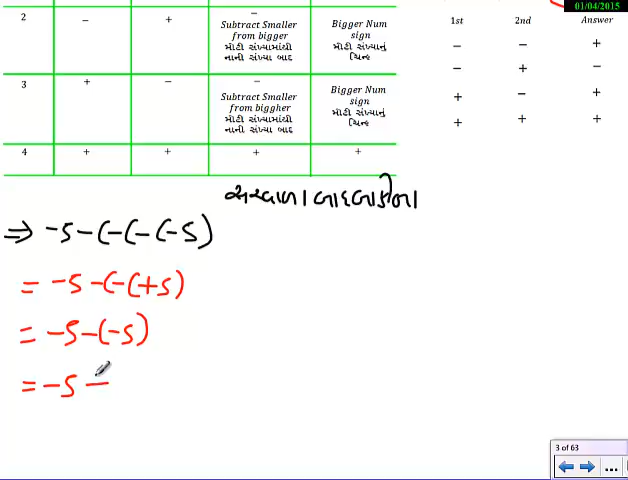 01/04/2015
2 − + − Bigger Num
Subtract Smaller sign
from bigger મોટી સંખ્યાનું
મોટી સંખ્યામાંથી ચિન્હ
નાની સંખ્યા બાદ
3 + − − Bigger Num
Subtract Smaller sign
from biggher મોટી સંખ્યાનું
મોટી સંખ્યામાંથી ચિન્હ
નાની સંખ્યા બાદ
4 + + + +
1st 2nd Answer
− − +
− + −
+ − +
+ + +
⇒ -5-(-(-(-5)
= -5-(-(+5)
= -5-(-5)
= -5 −
3 of 63
...